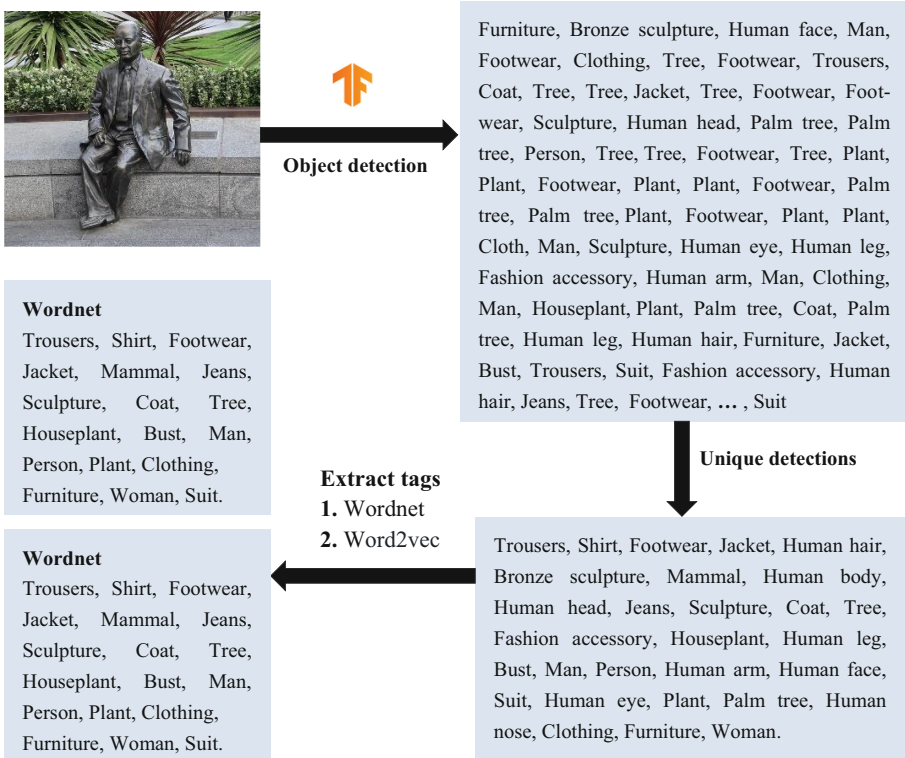 Furniture, Bronze sculpture, Human face, Man,
Footwear, Clothing, Tree, Footwear, Trousers,
Coat, Tree, Tree, Jacket, Tree, Footwear, Foot-
wear, Sculpture, Human head, Palm tree, Palm
tree, Person, Tree, Tree, Footwear, Tree, Plant,
Plant, Footwear, Plant, Plant, Footwear, Palm
tree, Palm tree, Plant, Footwear, Plant, Plant,
Cloth, Man, Sculpture, Human eye, Human leg,
Fashion accessory, Human arm, Man, Clothing,
Man, Houseplant, Plant, Palm tree, Coat, Palm
tree, Human leg, Human hair, Furniture, Jacket,
Bust, Trousers, Suit, Fashion accessory, Human
hair, Jeans, Tree, Footwear, ... , Suit
Object detection
Unique detections
Trousers, Shirt, Footwear, Jacket, Human hair,
Bronze sculpture, Mammal, Human body,
Human head, Jeans, Sculpture, Coat, Tree,
Fashion accessory, Houseplant, Human leg,
Bust, Man, Person, Human arm, Human face,
Suit, Human eye, Plant, Palm tree, Human
nose, Clothing, Furniture, Woman.
Extract tags
1. Wordnet
2. Word2vec
Wordnet
Trousers, Shirt, Footwear,
Jacket, Mammal, Jeans,
Sculpture, Coat, Tree,
Houseplant, Bust, Man,
Person, Plant, Clothing,
Furniture, Woman, Suit.
Wordnet
Trousers, Shirt, Footwear,
Jacket, Mammal, Jeans,
Sculpture, Coat, Tree,
Houseplant, Bust, Man,
Person, Plant, Clothing,
Furniture, Woman, Suit.